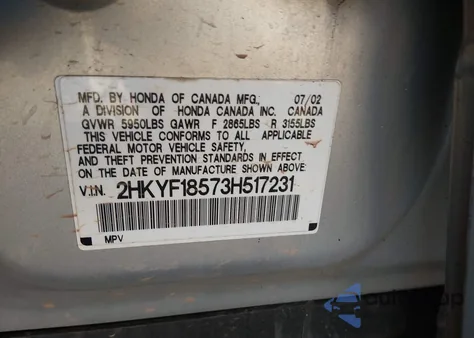 MFD. BY HONDA OF CANADA MFG., 07/02
A DIVISION OF HONDA CANADA INC. CANADA
GVWR 5950LBS GAWR F 2865LBS R 3155LBS
THIS VEHICLE CONFORMS TO ALL APPLICABLE
FEDERAL MOTOR VEHICLE SAFETY,
THEFT PREVENTION STANDARDS IN EFFECT
ON THE DATE OF MANUFACTURE SHOWN ABOVE.
V.I.N. 2HKYF18573H517231
MPV